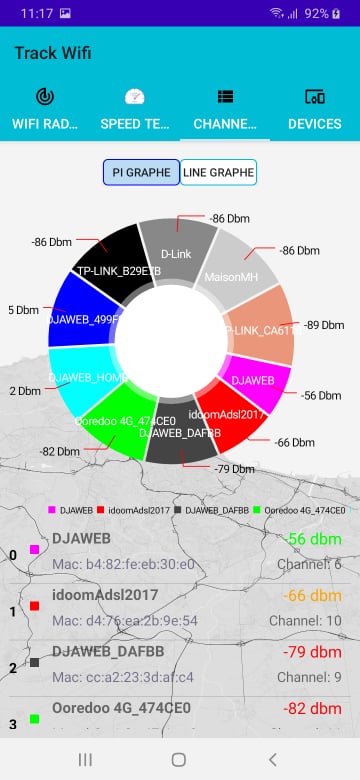 11:17
92%
Track Wifi
WIFI RAD...
SPEED TE...
CHANNE...
DEVICES
PI GRAPHE
LINE GRAPHE
-86 Dbm
-86 Dbm
D-Link
-86 Dbm
MaisonMH
TP-LINK_B29E7B
5 Dbm
DJAWEB_499F
P-LINK_CA611
-89 Dbm
DJAWEB_HOME
DJAWEB
2 Dbm
-56 Dbm
Ooredoo 4G_474CE0
idoomAdsl2017
DJAWEB_DAFBB
-66 Dbm
-82 Dbm
-79 Dbm
DJAWEB
idoomAdsl2017
DJAWEB_DAFBB
Ooredoo 4G_474CE0
0
DJAWEB
-56 dbm
Mac: b4:82:fe:eb:30:e0
Channel: 6
1
idoomAdsl2017
-66 dbm
Mac: d4:76:ea:2b:9e:54
Channel: 10
2
DJAWEB_DAFBB
-79 dbm
Mac: cc:a2:23:3d:af:c4
Channel: 9
3
Ooredoo 4G_474CE0
-82 dbm